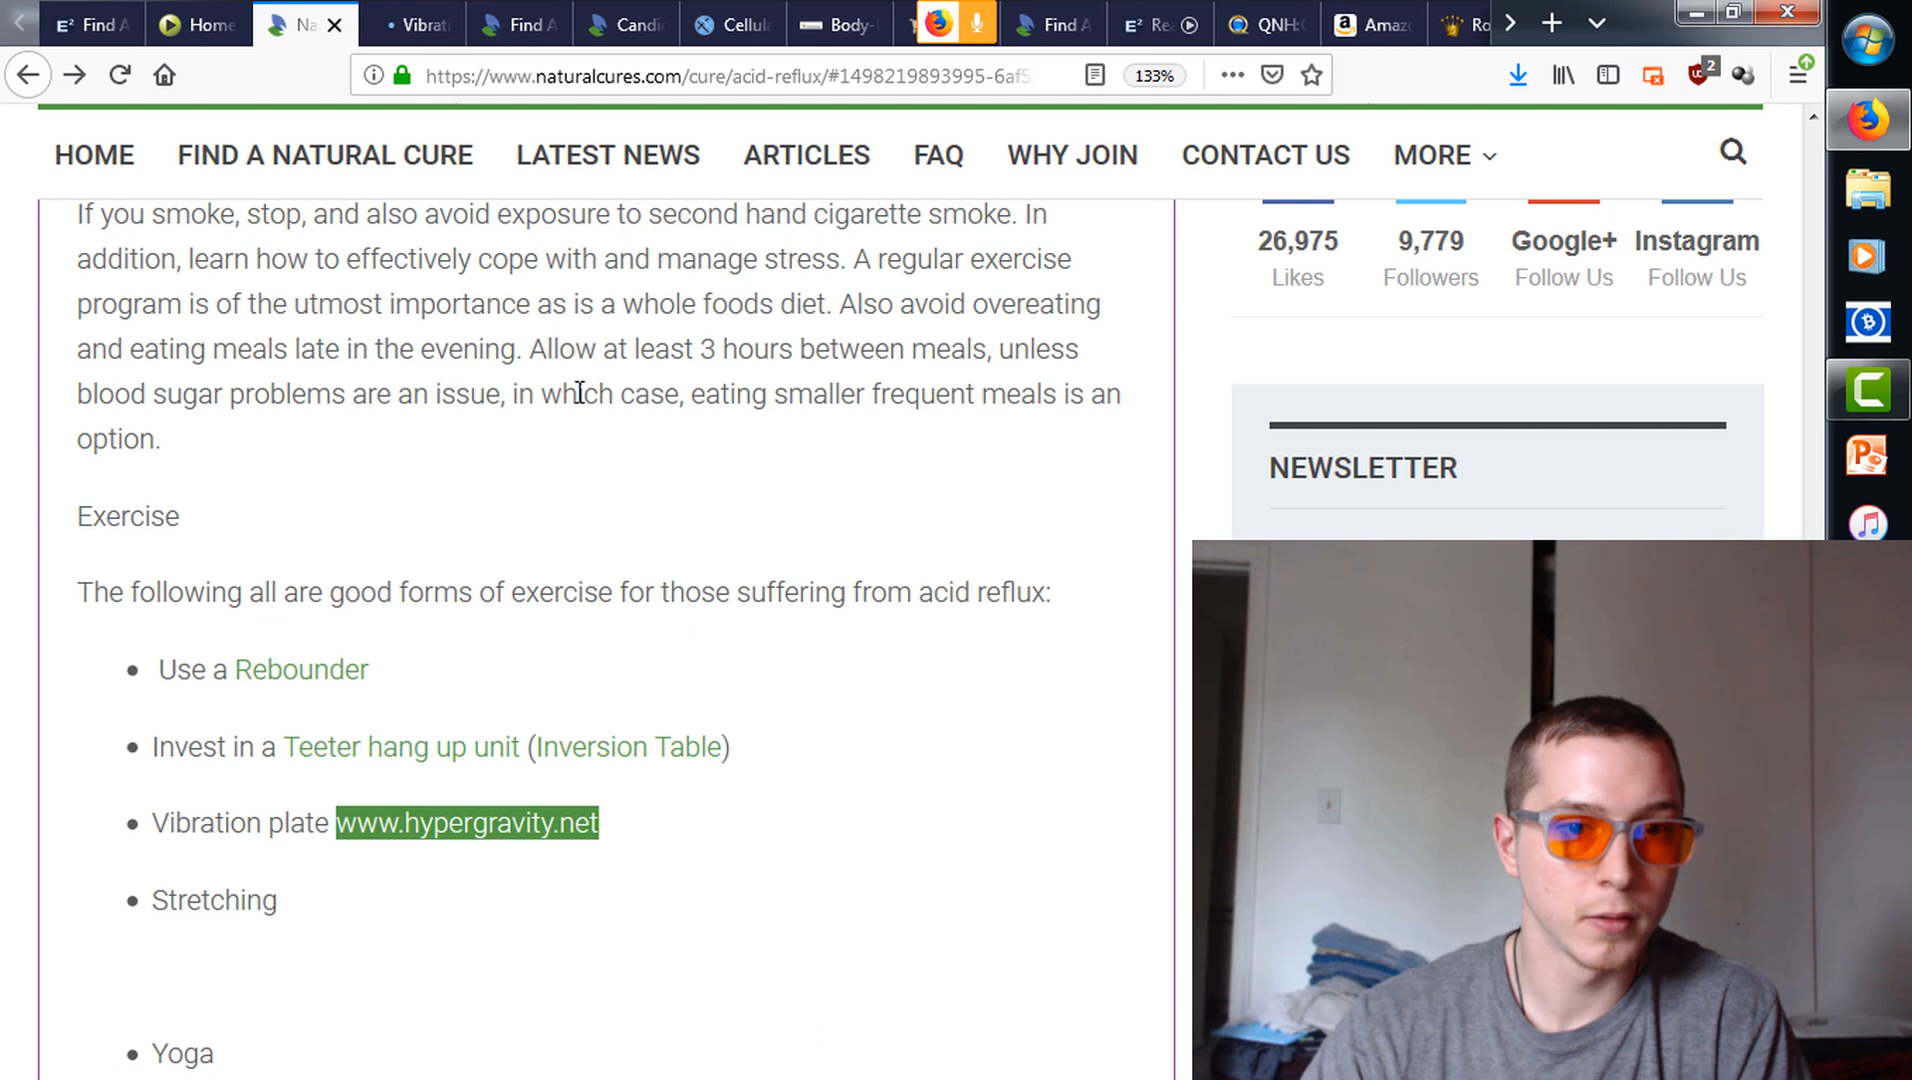 Find A
Home
Na
Vibrati
Find A
Candi
Cellula
Body-
Find A
Re
QNH:
Amazo
Ro
https://www.naturalcures.com/cure/acid-reflux/#1498219893995-6af5
133%
2
HOME FIND A NATURAL CURE LATEST NEWS ARTICLES FAQ WHY JOIN CONTACT US MORE
If you smoke, stop, and also avoid exposure to second hand cigarette smoke. In
addition, learn how to effectively cope with and manage stress. A regular exercise
program is of the utmost importance as is a whole foods diet. Also avoid overeating
and eating meals late in the evening. Allow at least 3 hours between meals, unless
blood sugar problems are an issue, in which case, eating smaller frequent meals is an
option.
Exercise
The following all are good forms of exercise for those suffering from acid reflux:
Use a Rebounder
Invest in a Teeter hang up unit (Inversion Table)
Vibration plate www.hypergravity.net
Stretching
Yoga
26,975 9,779 Google+ Instagram
Likes Followers Follow Us Follow Us
NEWSLETTER